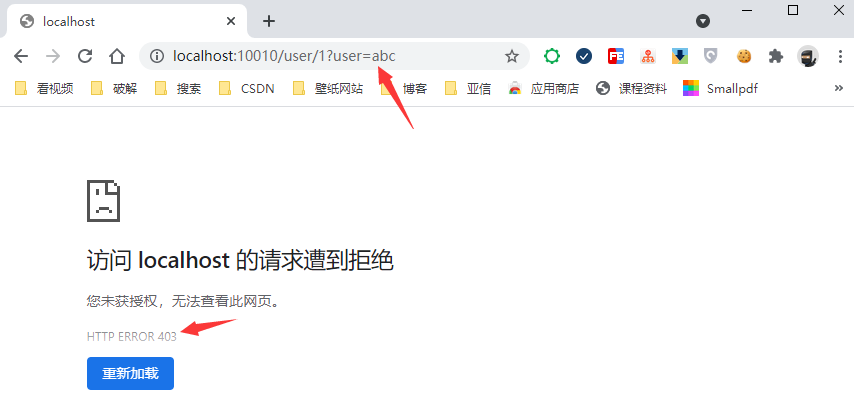 localhost
localhost:10010/user/1?user=abc
看视频 破解 搜索 CSDN 壁纸网站 博客 亚信 应用商店 课程资料 Smallpdf »
访问 localhost 的请求遭到拒绝
您未获授权，无法查看此网页。
HTTP ERROR 403
重新加载